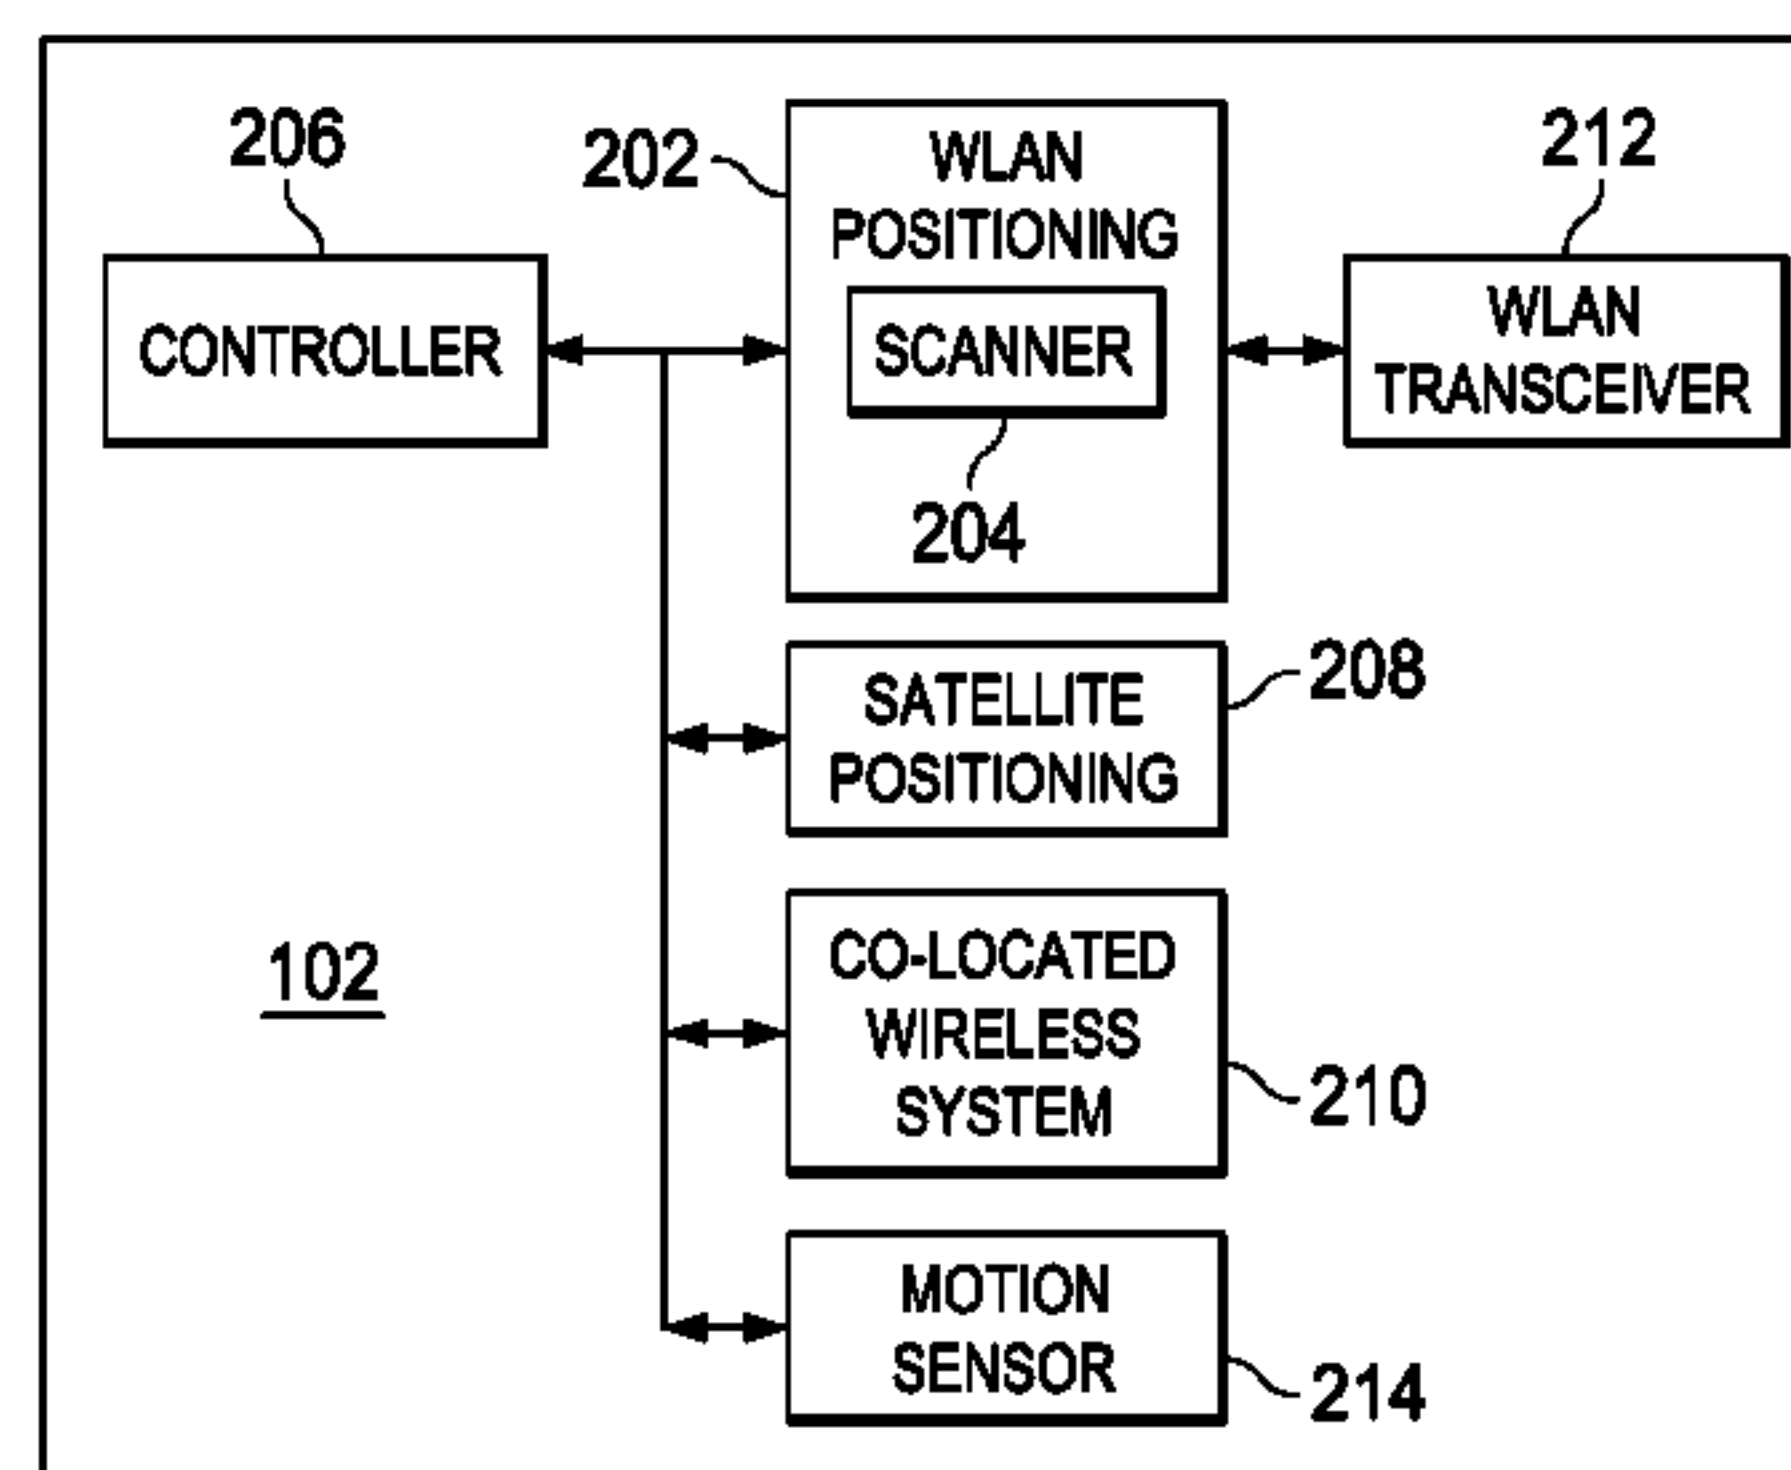 206
202
WLAN
POSITIONING
212
CONTROLLER
SCANNER
WLAN
TRANSCEIVER
204
SATELLITE
POSITIONING
208
102
CO-LOCATED
WIRELESS
SYSTEM
210
MOTION
SENSOR
214